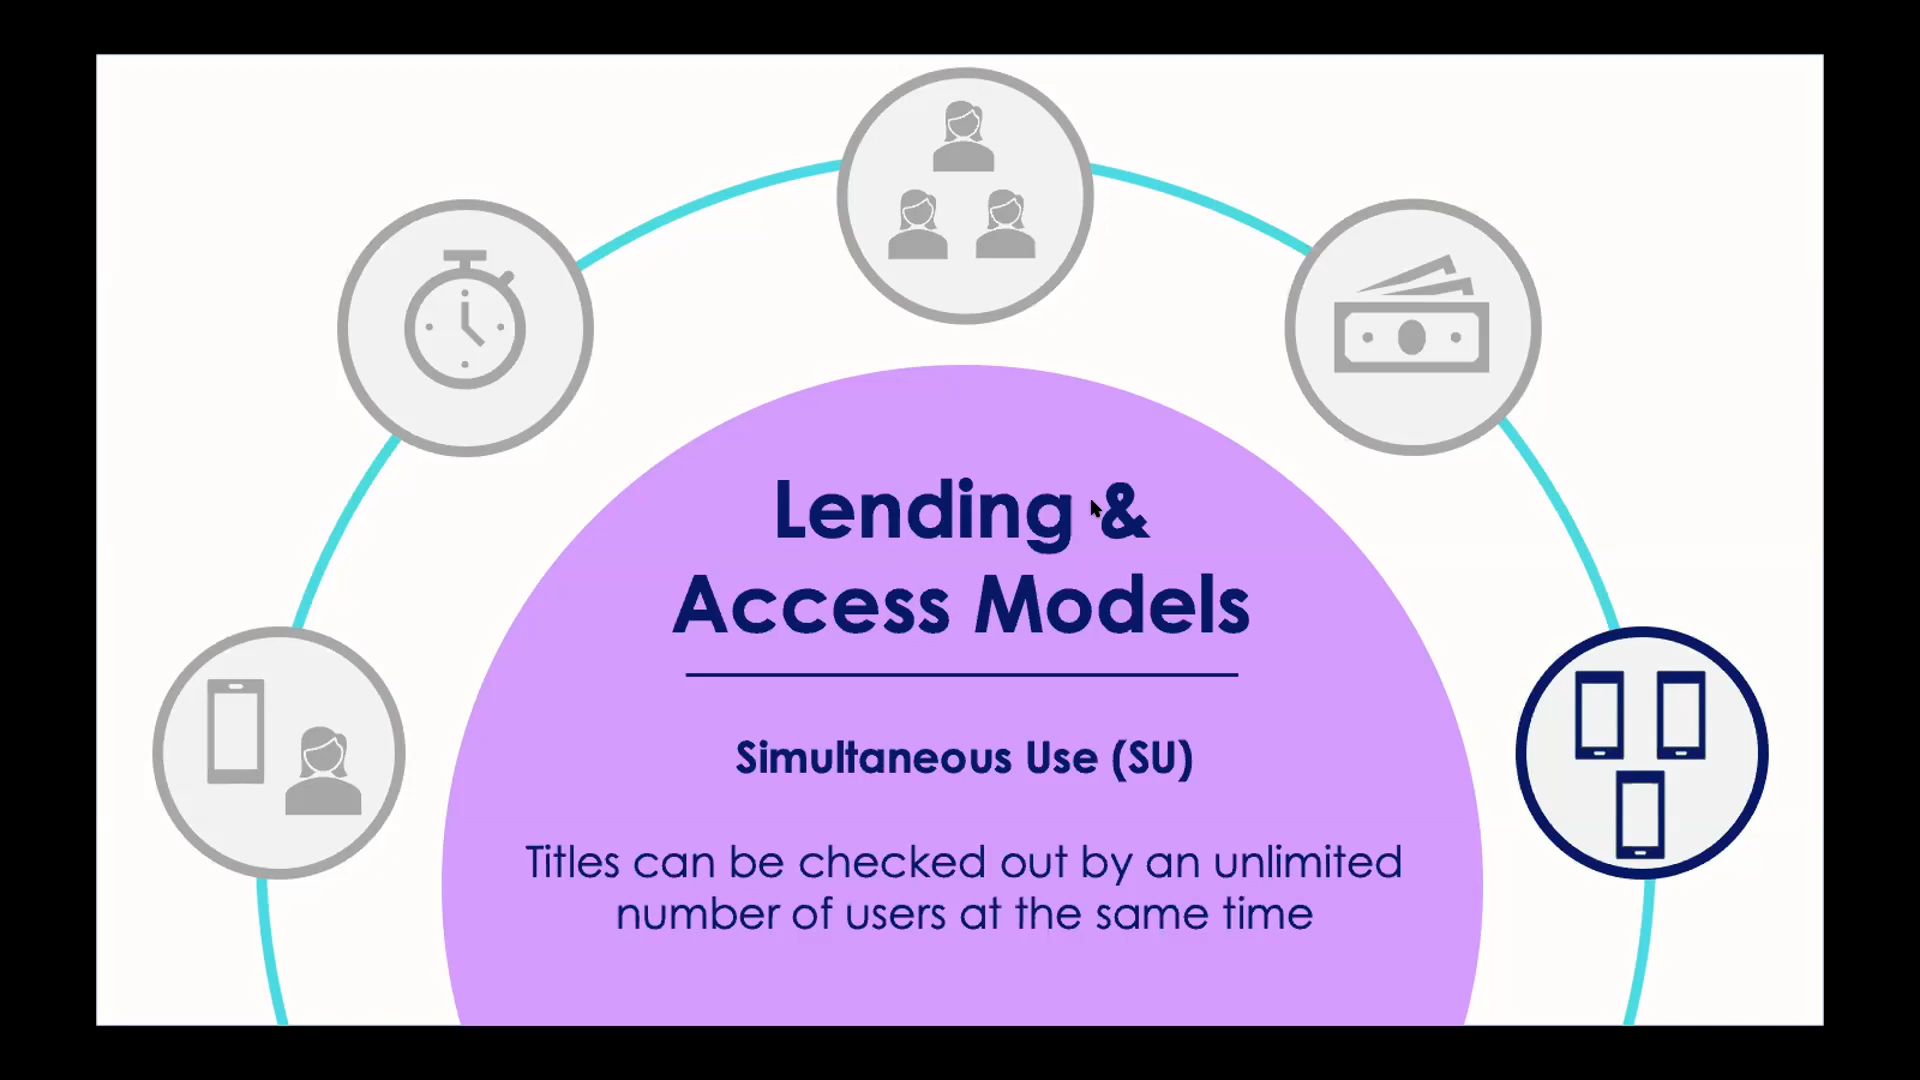 Lending &
Access Models
Simultaneous Use (SU)
Titles can be checked out by an unlimited
number of users at the same time